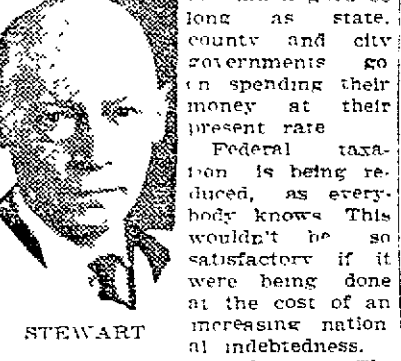 long as state,
county and city
governments go
on spending their
money at their
present rate
Federal taxa-
tion is being re-
duced, as every-
body knows This
wouldn't be so
satisfactory if it
were being done
at the cost of an
increasing nation
al indebtedness.
STEWART